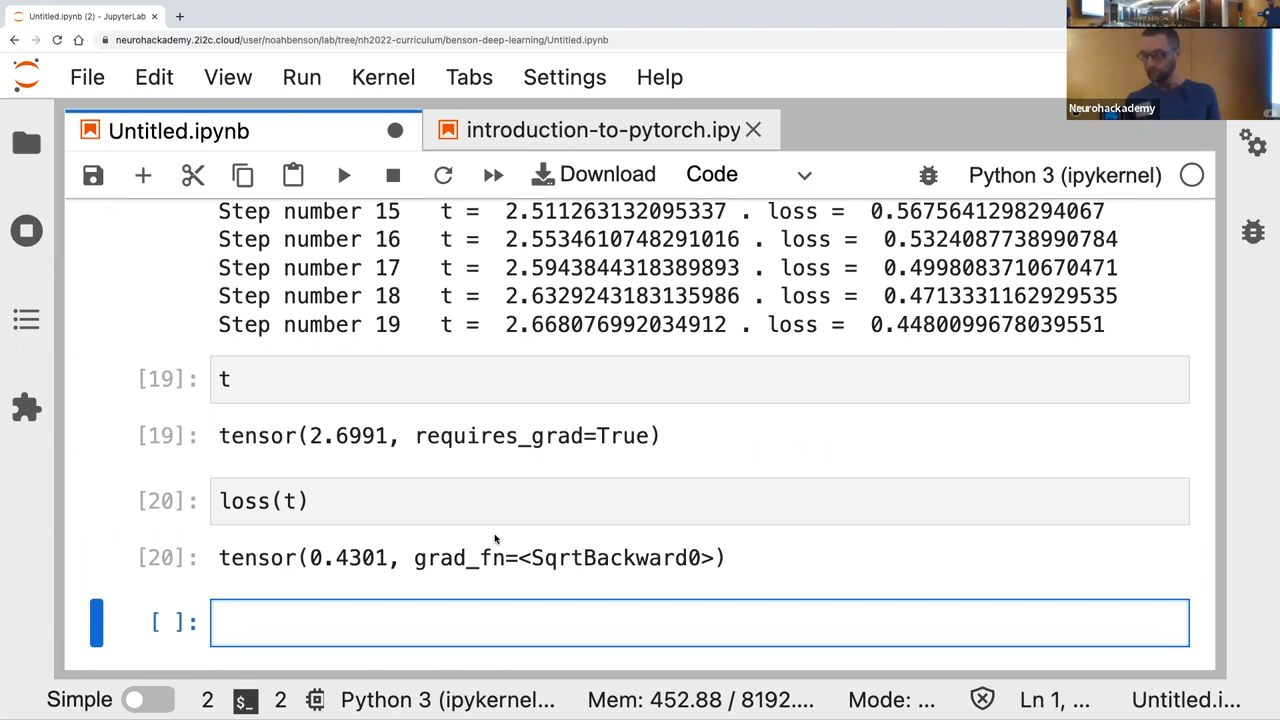 Untitled.ipynb (2) - JupyterLab
neurohackademy.2i2c.cloud/user/noahbenson/lab/tree/nh2022-curriculum/benson-deep-learning/Untitled.ipynb
File Edit View Run Kernel Tabs Settings Help
Neurohackademy
Untitled.ipynb introduction-to-pytorch.ipy
Download Code Python 3 (ipykernel)
Step number 15 t = 2.511263132095337 . loss = 0.5675641298294067
Step number 16 t = 2.5534610748291016 . loss = 0.5324087738990784
Step number 17 t = 2.5943844318389893 . loss = 0.4998083710670471
Step number 18 t = 2.6329243183135986 . loss = 0.4713331162929535
Step number 19 t = 2.668076992034912 . loss = 0.4480099678039551
[19]: t
[19]: tensor(2.6991, requires_grad=True)
[20]: loss(t)
[20]: tensor(0.4301, grad_fn=<SqrtBackward0>)
[ ]:
Simple 2 $_ 2 Python 3 (ipykernel... Mem: 452.88 / 8192.... Mode: ... Ln 1, ... Untitled.i...